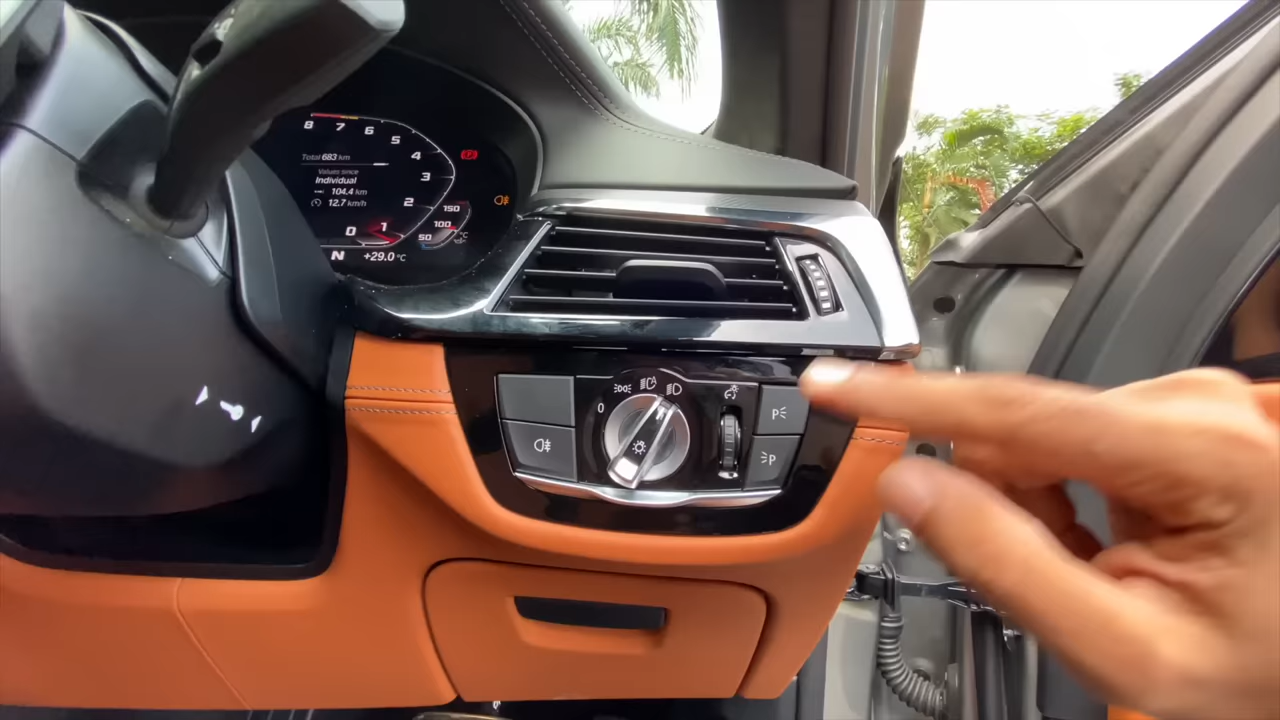 8 7 6 5
4
3
2
1
0
Total 683 km
Values since
Individual
104.4 km
12.7 km/h
150
100
50
°C
N +29.0 °C
0
A
P
P